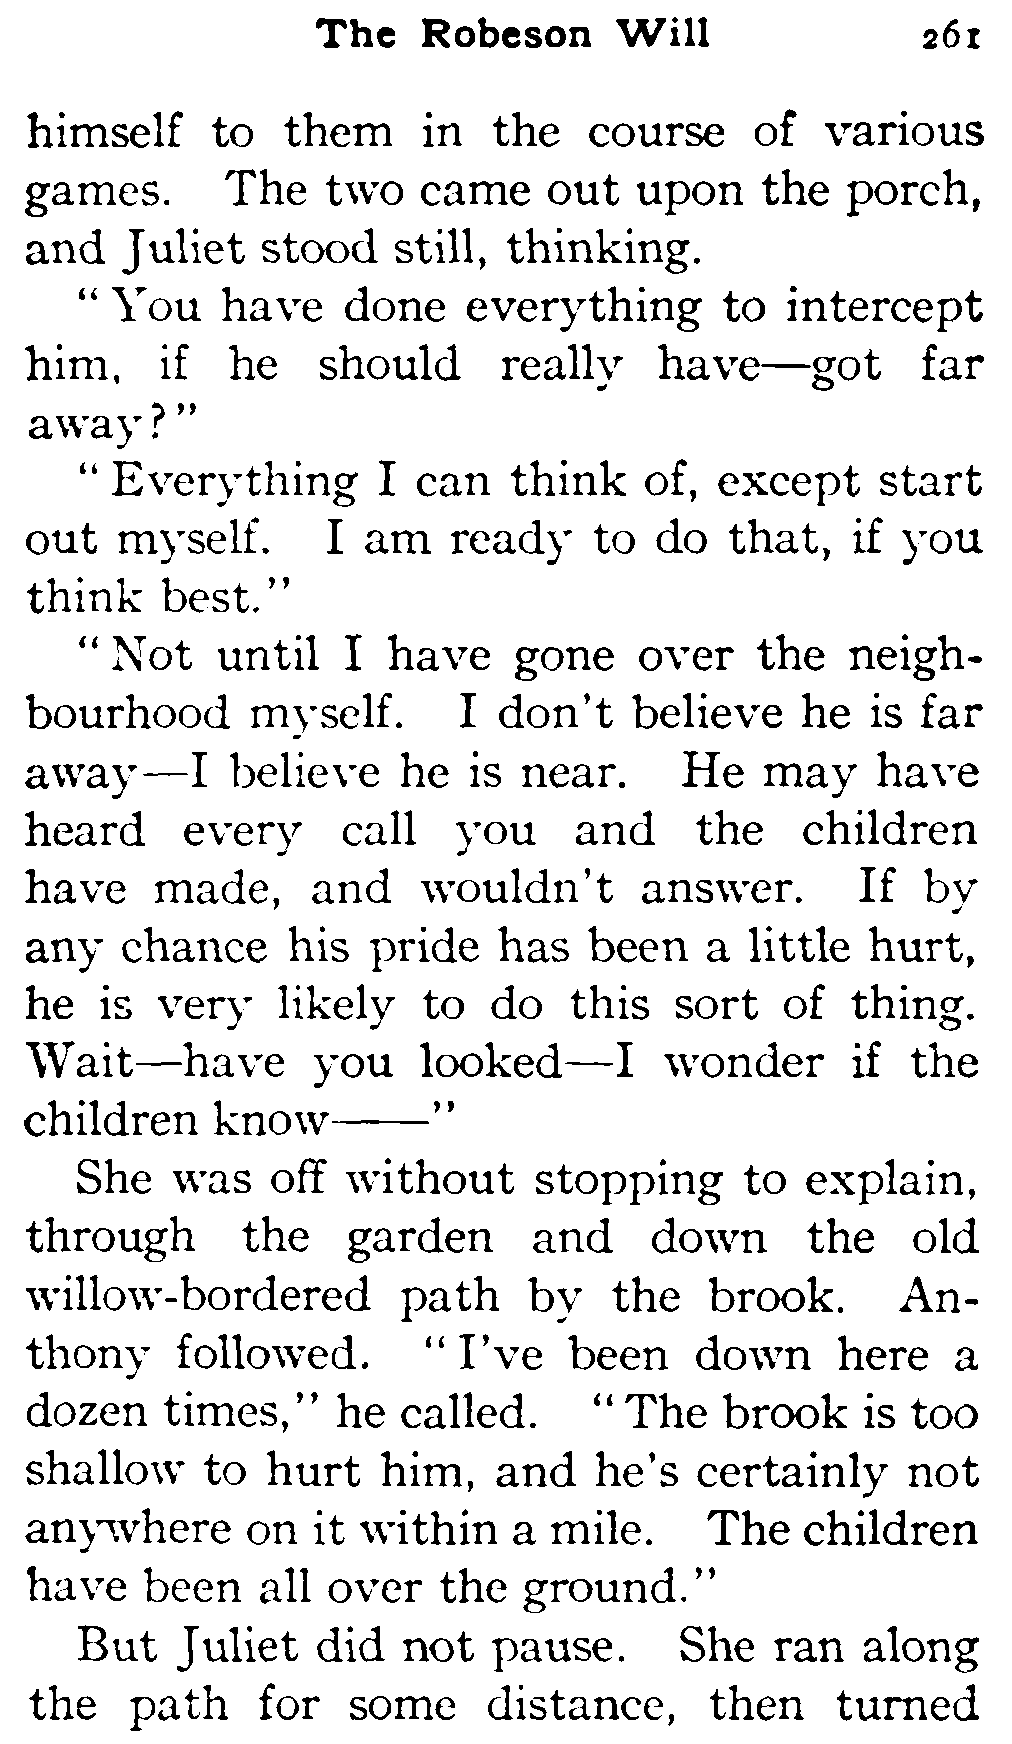 The Robeson Will 261
himself to them in the course of various
games. The two came out upon the porch,
and Juliet stood still, thinking.
"You have done everything to intercept
him, if he should really have—got far
away?"
"Everything I can think of, except start
out myself. I am ready to do that, if you
think best."
"Not until I have gone over the neigh-
bourhood myself. I don't believe he is far
away—I believe he is near. He may have
heard every call you and the children
have made, and wouldn't answer. If by
any chance his pride has been a little hurt,
he is very likely to do this sort of thing.
Wait—have you looked—I wonder if the
children know——"
She was off without stopping to explain,
through the garden and down the old
willow-bordered path by the brook. An-
thony followed. "I've been down here a
dozen times," he called. "The brook is too
shallow to hurt him, and he's certainly not
anywhere on it within a mile. The children
have been all over the ground."
But Juliet did not pause. She ran along
the path for some distance, then turned